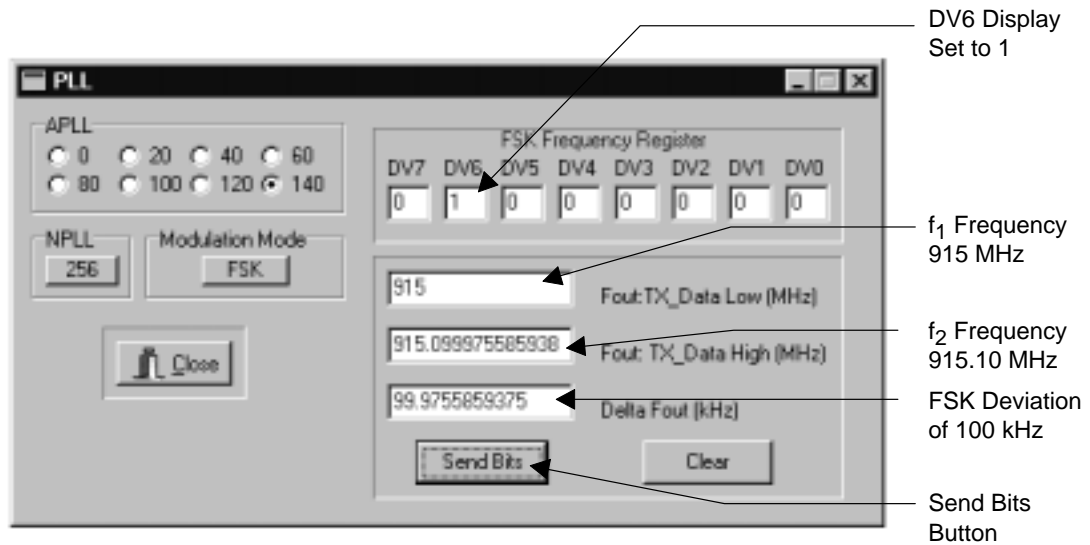 DV6 Display
Set to 1
PLL
APLL
0 20 40 60
80 100 120 140
NPLL
256
Modulation Mode
FSK
Close
FSK Frequency Register
DV7 DV6 DV5 DV4 DV3 DV2 DV1 DV0
0 1 0 0 0 0 0 0
915
Fout:TX_Data Low (MHz)
915.099975585938
Fout: TX_Data High (MHz)
99.9755859375
Delta Fout (kHz)
Send Bits
Clear
f₁ Frequency
915 MHz
f₂ Frequency
915.10 MHz
FSK Deviation
of 100 kHz
Send Bits
Button